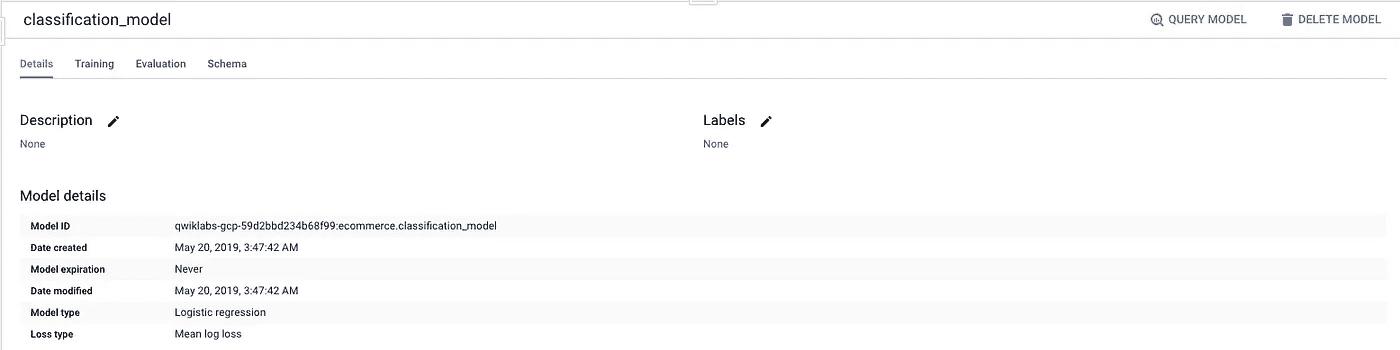 classification_model QUERY MODEL DELETE MODEL
Details Training Evaluation Schema
Description Labels
None None
Model details
Model ID qwiklabs-gcp-59d2bbd234b68f99:ecommerce.classification_model
Date created May 20, 2019, 3:47:42 AM
Model expiration Never
Date modified May 20, 2019, 3:47:42 AM
Model type Logistic regression
Loss type Mean log loss